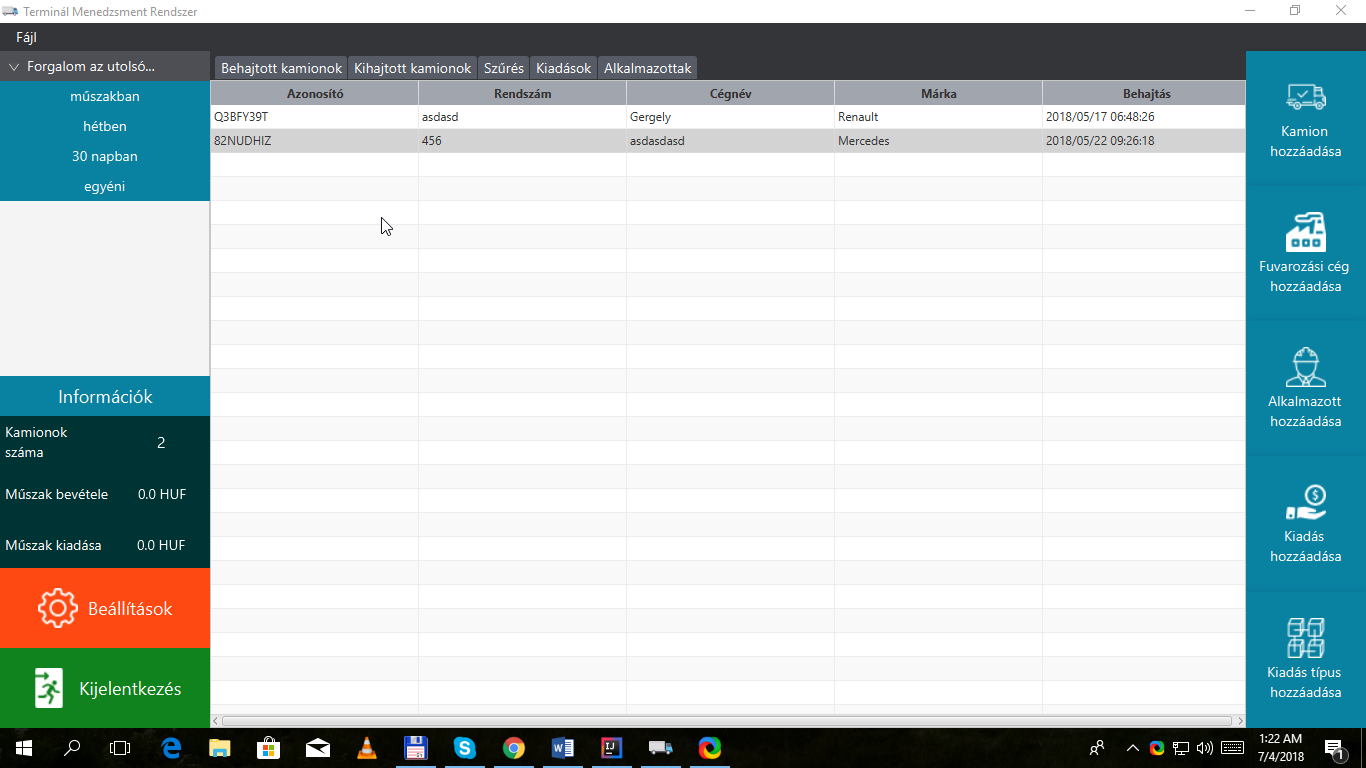 Terminál Menedzsment Rendszer
Fájl
Forgalom az utolsó...
műszakban
hétben
30 napban
egyéni
Információk
Kamionok
száma
2
Műszak bevétele 0.0 HUF
Műszak kiadása 0.0 HUF
Beállítások
Kijelentkezés
Behajtott kamionok Kihajtott kamionok Szűrés Kiadások Alkalmazottak
Azonosító Rendszám Cégnév Márka Behajtás
Q3BFY39T asdasd Gergely Renault 2018/05/17 06:48:26
82NUDHIZ 456 asdasdasd Mercedes 2018/05/22 09:26:18
Kamion
hozzáadása
Fuvarozási cég
hozzáadása
Alkalmazott
hozzáadása
Kiadás
hozzáadása
Kiadás típus
hozzáadása
1:22 AM
7/4/2018
1